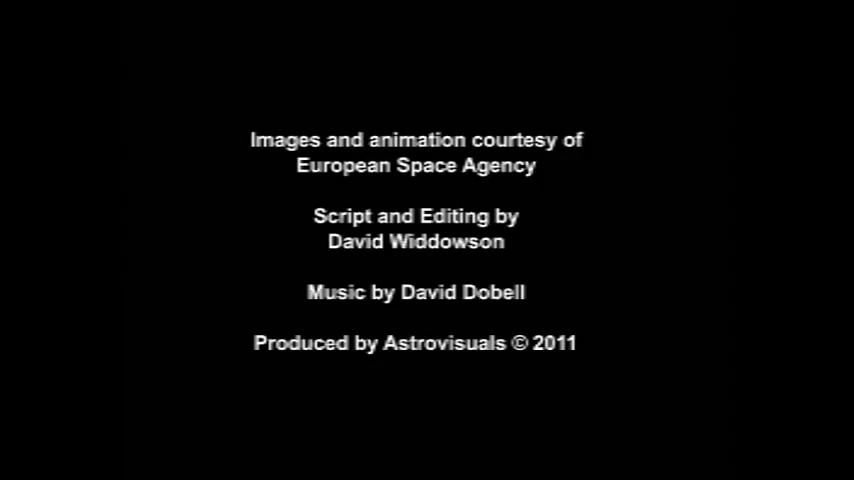 Images and animation courtesy of
European Space Agency
Script and Editing by
David Widdowson
Music by David Dobell
Produced by Astrovisuals © 2011